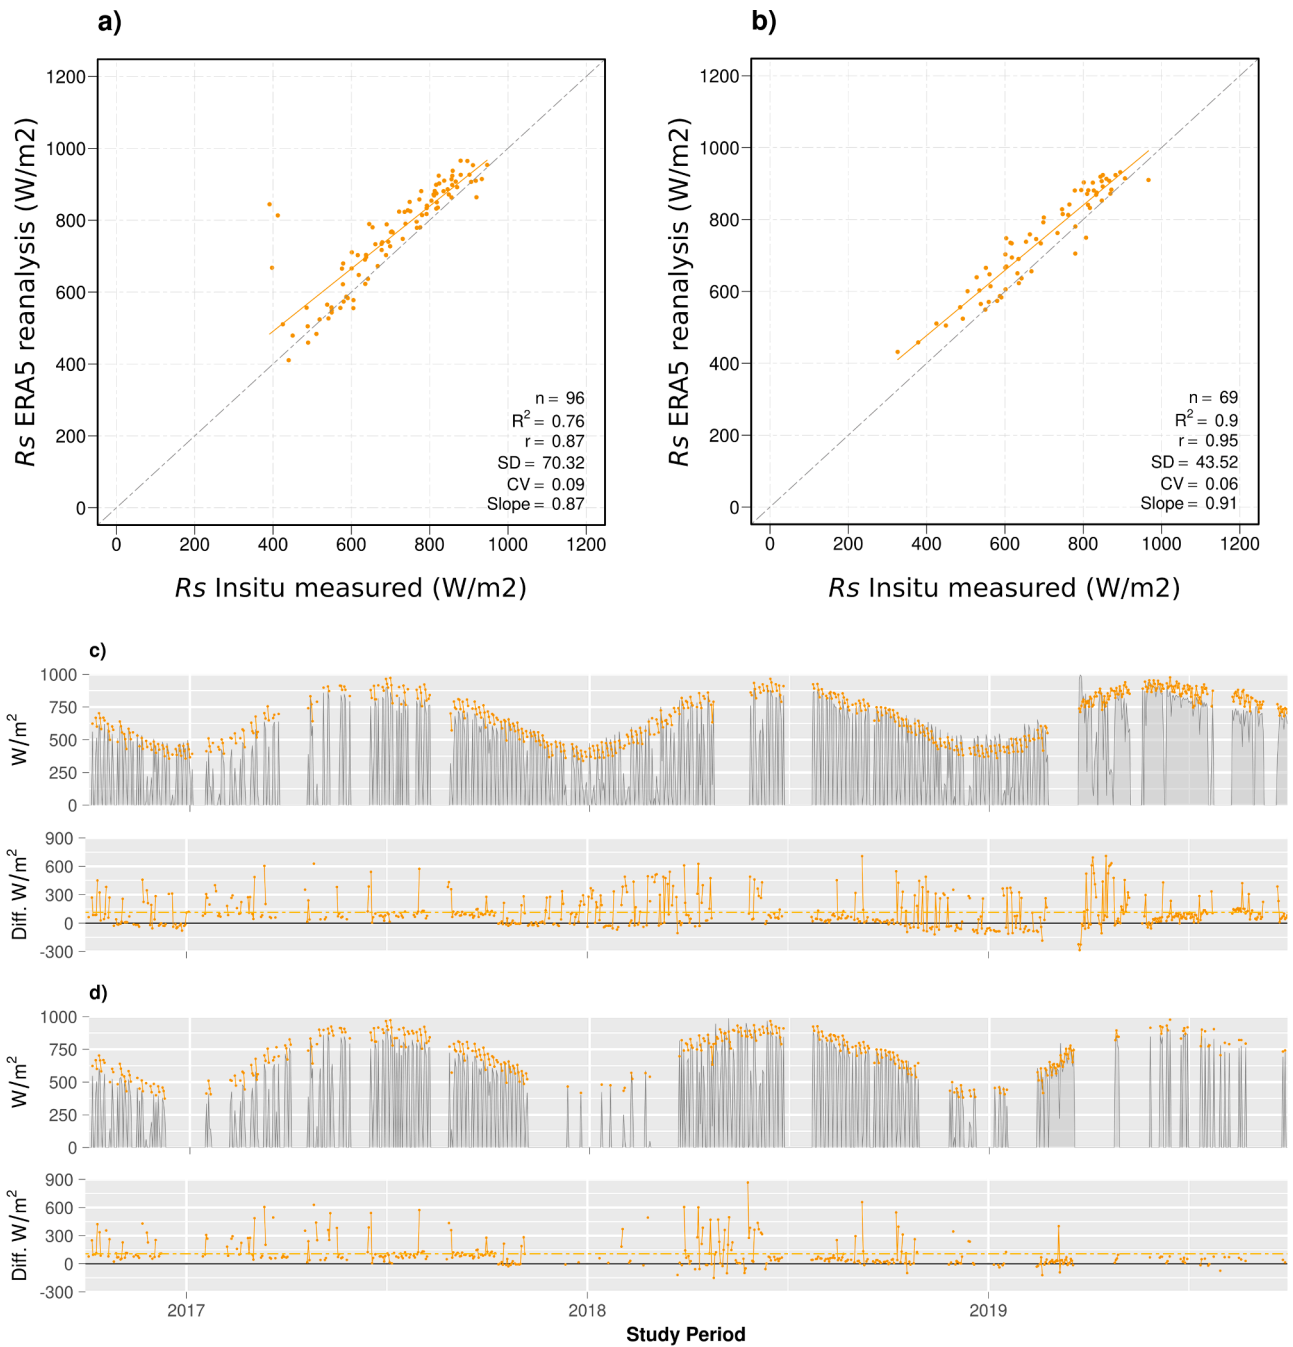 a)
b)
1200
1000
800
600
400
200
0
Rs ERA5 reanalysis (W/m2)
n = 96
R² = 0.76
r = 0.87
SD = 70.32
CV = 0.09
Slope = 0.87
0 200 400 600 800 1000 1200
Rs Insitu measured (W/m2)
1200
1000
800
600
400
200
0
Rs ERA5 reanalysis (W/m2)
n = 69
R² = 0.9
r = 0.95
SD = 43.52
CV = 0.06
Slope = 0.91
0 200 400 600 800 1000 1200
Rs Insitu measured (W/m2)
c)
1000
750
500
250
0
W/m²
900
600
300
0
-300
Diff. W/m²
d)
1000
750
500
250
0
W/m²
900
600
300
0
-300
Diff. W/m²
2017 2018 2019
Study Period